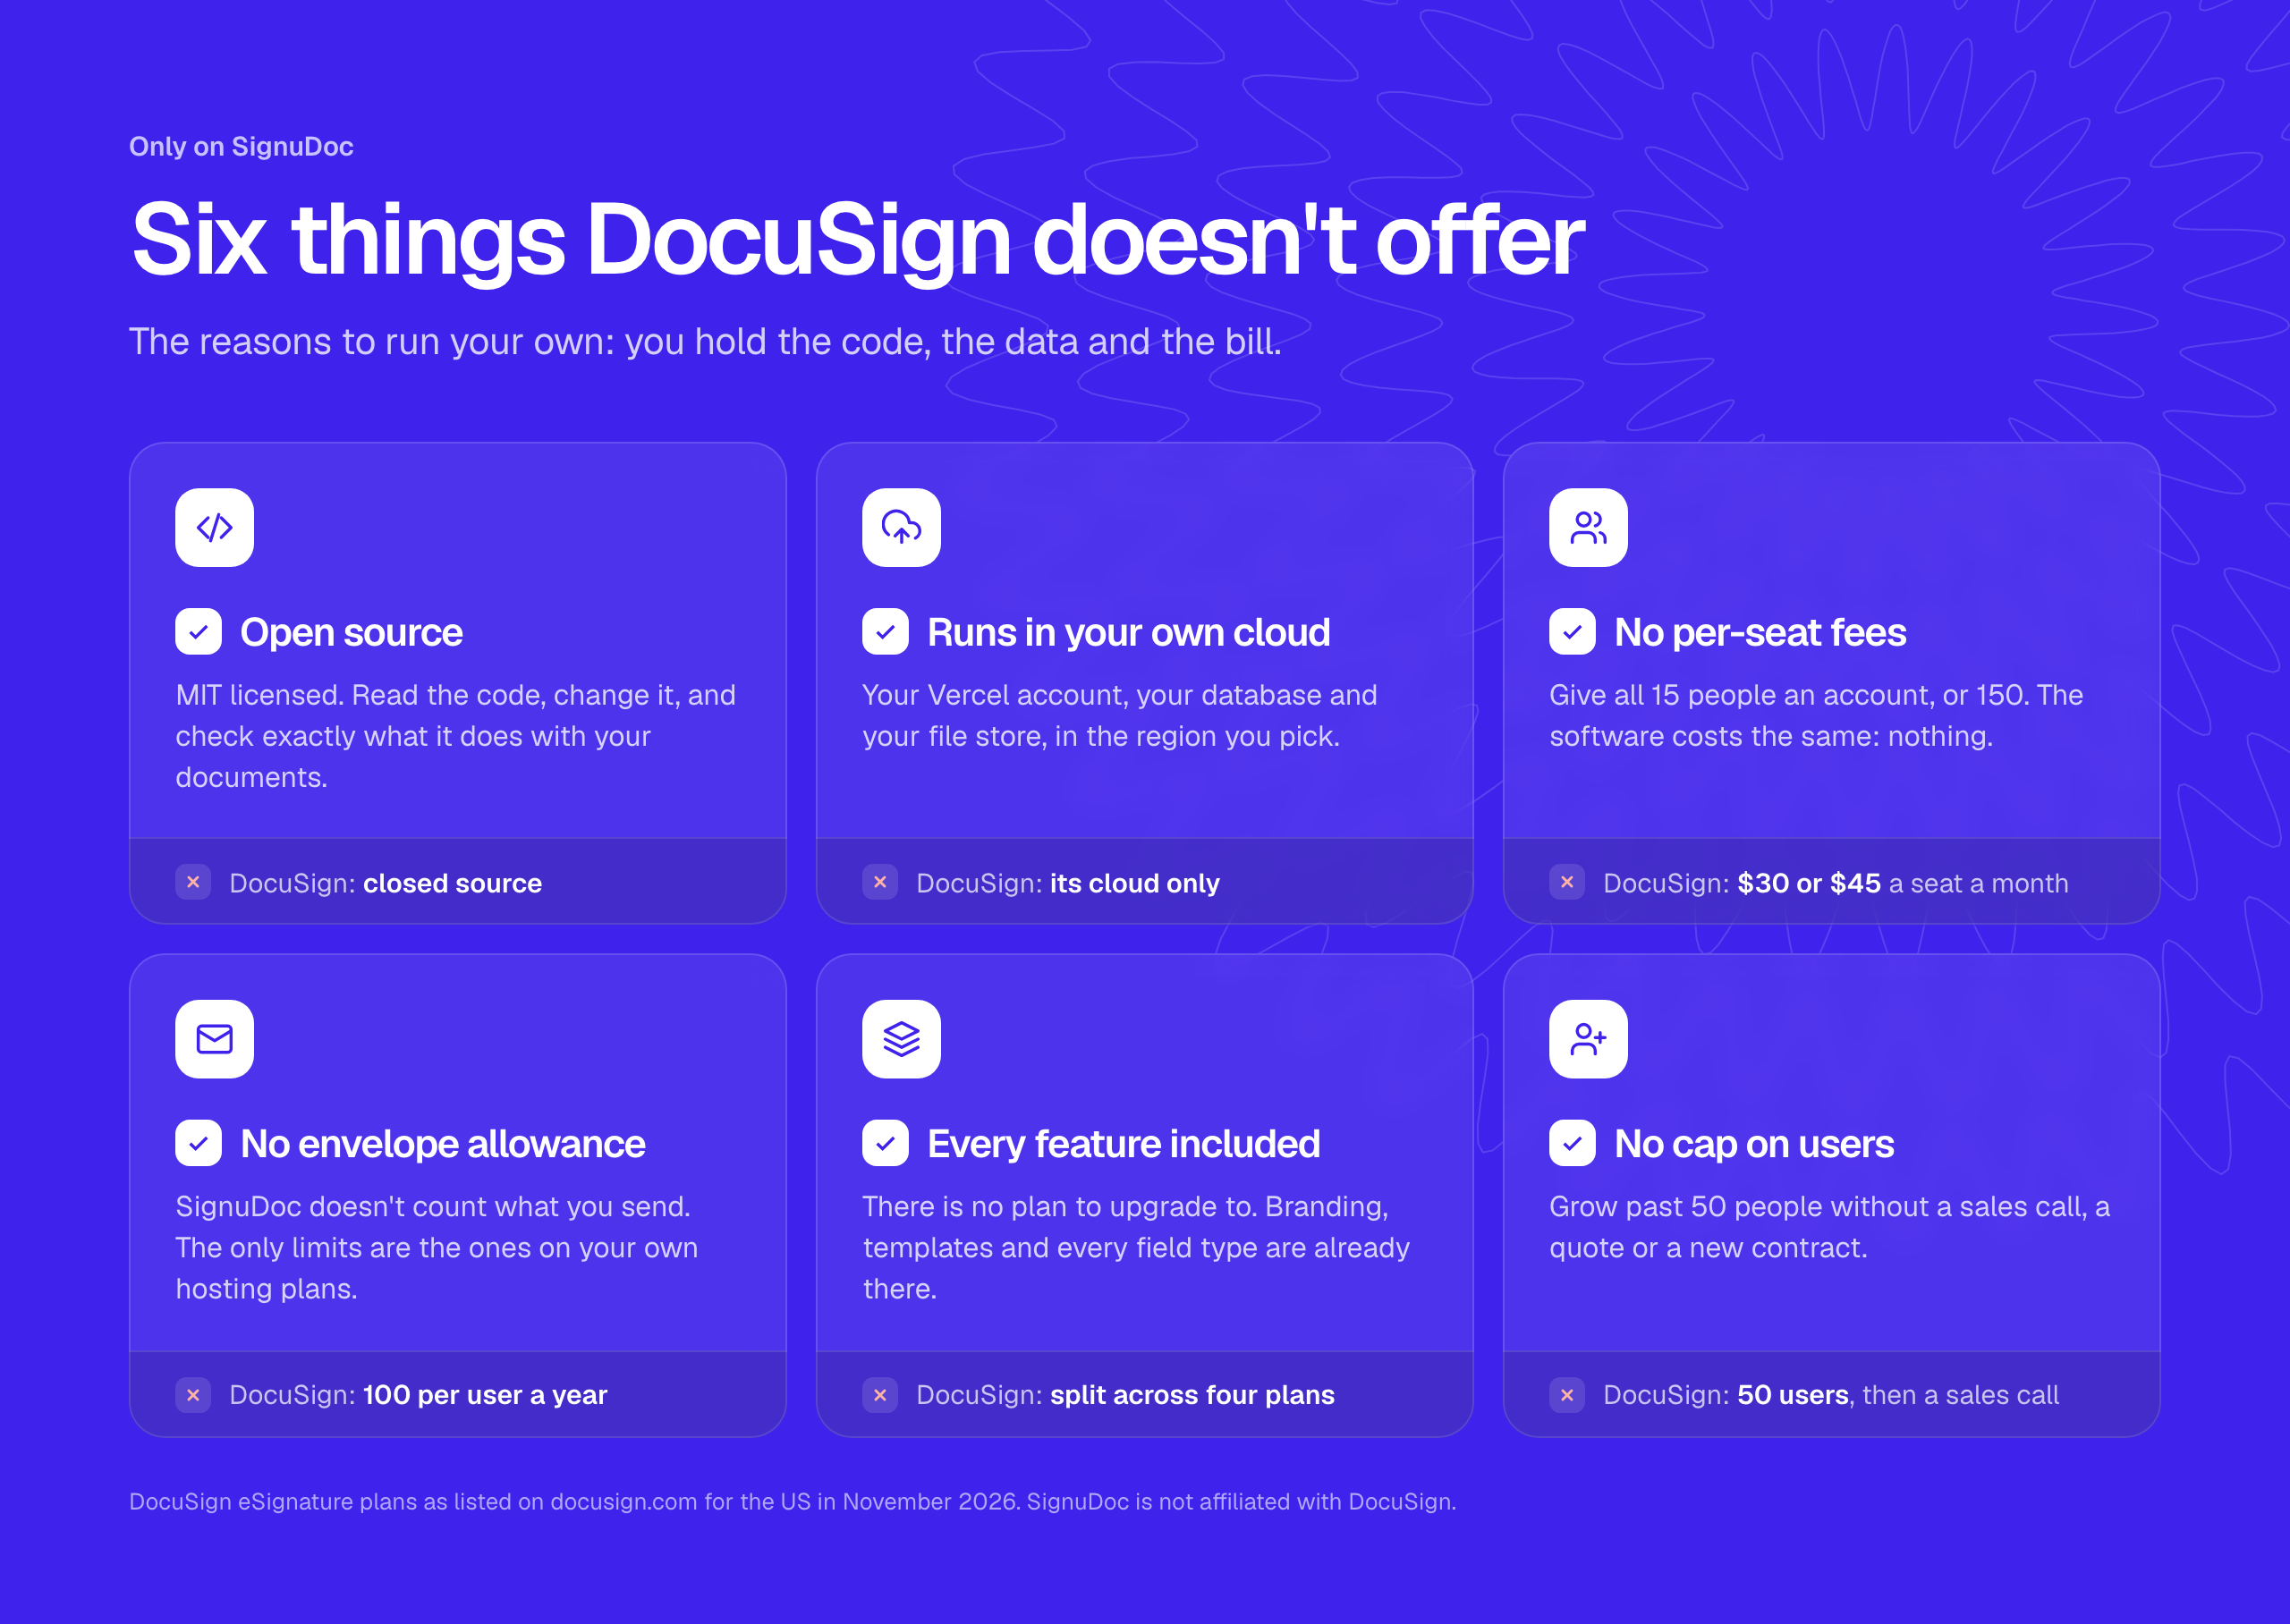 Only on SignuDoc
Six things DocuSign doesn't offer
The reasons to run your own: you hold the code, the data and the bill.
Open source
MIT licensed. Read the code, change it, and
check exactly what it does with your
documents.
DocuSign: closed source
Runs in your own cloud
Your Vercel account, your database and
your file store, in the region you pick.
DocuSign: its cloud only
No per-seat fees
Give all 15 people an account, or 150. The
software costs the same: nothing.
DocuSign: $30 or $45 a seat a month
No envelope allowance
SignuDoc doesn't count what you send.
The only limits are the ones on your own
hosting plans.
DocuSign: 100 per user a year
Every feature included
There is no plan to upgrade to. Branding,
templates and every field type are already
there.
DocuSign: split across four plans
No cap on users
Grow past 50 people without a sales call, a
quote or a new contract.
DocuSign: 50 users, then a sales call
DocuSign eSignature plans as listed on docusign.com for the US in November 2026. SignuDoc is not affiliated with DocuSign.